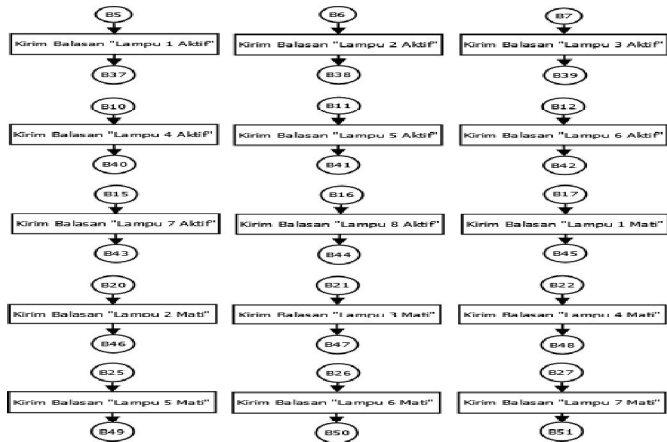 B5 B6 B7
Kirim Balasan "Lampu 1 Aktif" Kirim Balasan "Lampu 2 Aktif" Kirim Balasan "Lampu 3 Aktif"
B37 B38 B39
B10 B11 B12
Kirim Balasan "Lampu 4 Aktif" Kirim Balasan "Lampu 5 Aktif" Kirim Balasan "Lampu 6 Aktif"
B40 B41 B42
B15 B16 B17
Kirim Balasan "Lampu 7 Aktif" Kirim Balasan "Lampu 8 Aktif" Kirim Balasan "Lampu 1 Mati"
B43 B44 B45
B20 B21 B22
Kirim Balasan "Lampu 2 Mati" Kirim Balasan "Lampu 3 Mati" Kirim Balasan "Lampu 4 Mati"
B46 B47 B48
B25 B26 B27
Kirim Balasan "Lampu 5 Mati" Kirim Balasan "Lampu 6 Mati" Kirim Balasan "Lampu 7 Mati"
B49 B50 B51